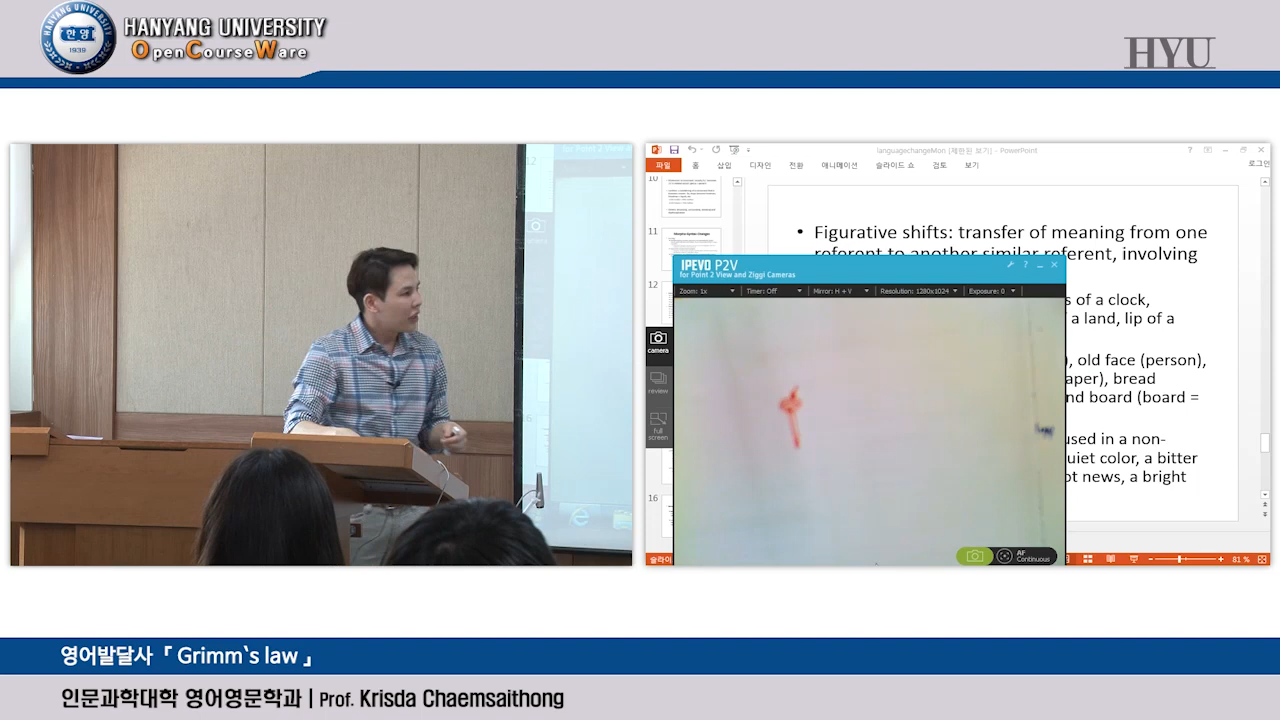 HANYANG UNIVERSITY
OpenCourseWare
한양
1939
HYU
languagechangeMon [제한된 보기] - PowerPoint
로그인
파일 홈 삽입 디자인 전환 애니메이션 슬라이드 쇼 검토 보기
10
11
12
16
• Figurative shifts: transfer of meaning from one
referent to another similar referent, involving
s of a clock,
a land, lip of a
), old face (person),
aper), bread
nd board (board =
used in a non-
uiet color, a bitter
ot news, a bright
IPEVO P2V
for Point 2 View and Ziggi Cameras
Zoom: 1x Timer: Off Mirror: H + V Resolution: 1280x1024 Exposure: 0
camera
review
full
screen
AF
Continuous
슬라이
81 %
영어발달사 「 Grimm`s law 」
인문과학대학 영어영문학과 | Prof. Krisda Chaemsaithong